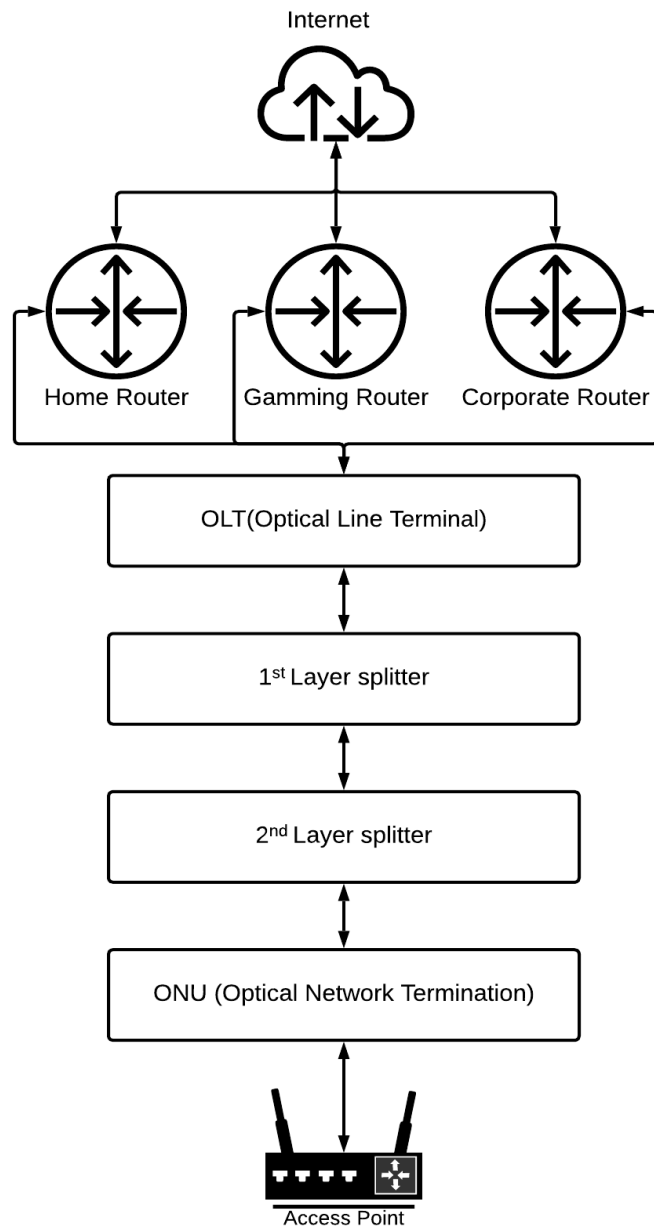 Internet
Home Router
Gamming Router
Corporate Router
OLT(Optical Line Terminal)
1st Layer splitter
2nd Layer splitter
ONU (Optical Network Termination)
Access Point